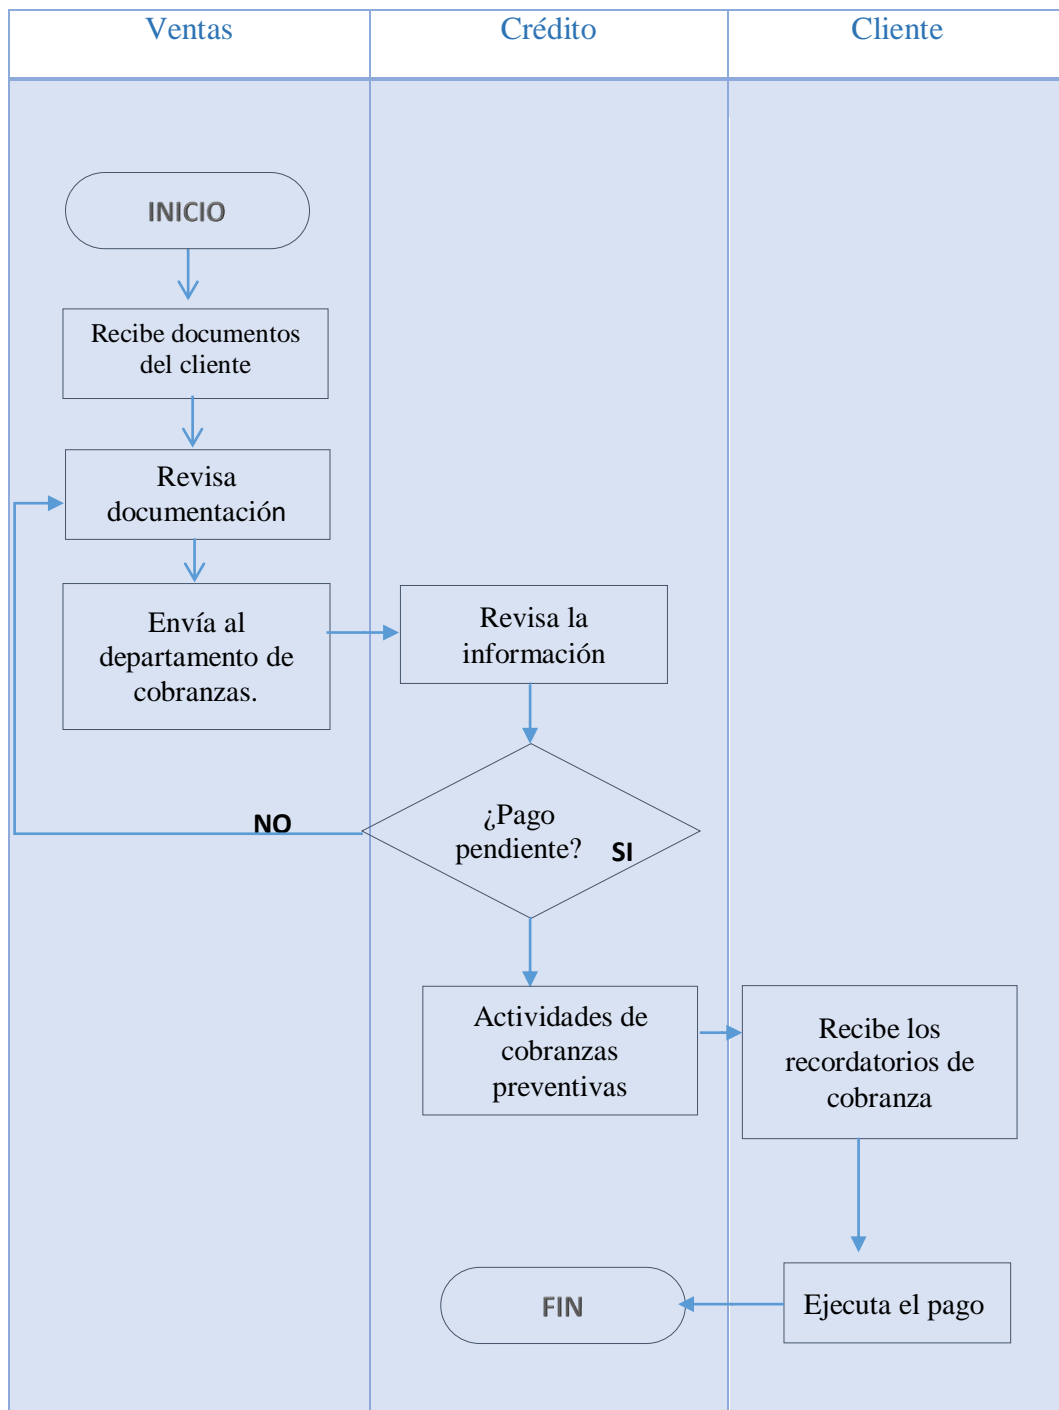 Ventas
Crédito
Cliente
INICIO
Recibe documentos
del cliente
Revisa
documentación
Envía al
departamento de
cobranzas.
Revisa la
información
¿Pago
pendiente?
SI
NO
Actividades de
cobranzas
preventivas
Recibe los
recordatorios de
cobranza
Ejecuta el pago
FIN